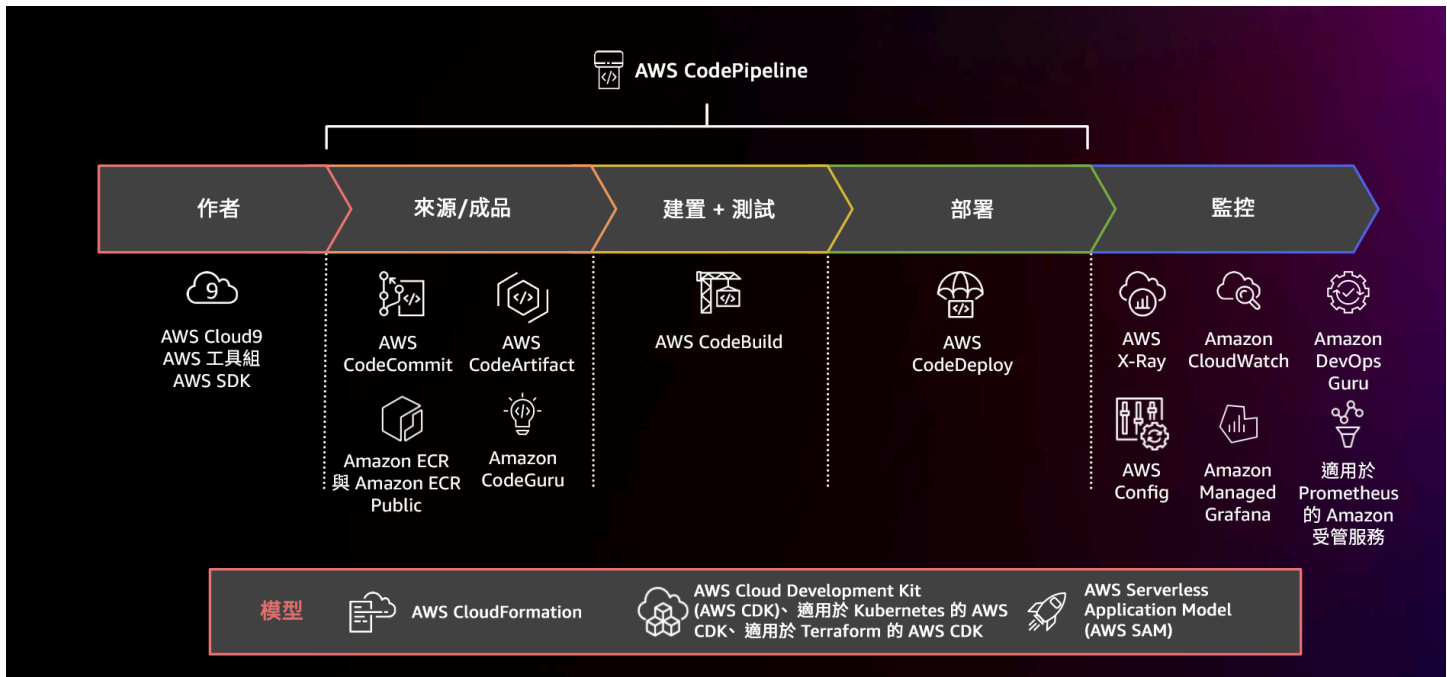 AWS CodePipeline
作者
來源/成品
建置 + 測試
部署
監控
9
AWS Cloud9
AWS 工具組
AWS SDK
AWS
CodeCommit
AWS
CodeArtifact
Amazon ECR
與 Amazon ECR
Public
Amazon
CodeGuru
AWS CodeBuild
AWS
CodeDeploy
AWS
X-Ray
Amazon
CloudWatch
Amazon
DevOps
Guru
AWS
Config
Amazon
Managed
Grafana
適用於
Prometheus
的 Amazon
受管服務
模型
AWS CloudFormation
AWS Cloud Development Kit
(AWS CDK)、適用於 Kubernetes 的 AWS
CDK、適用於 Terraform 的 AWS CDK
AWS Serverless
Application Model
(AWS SAM)